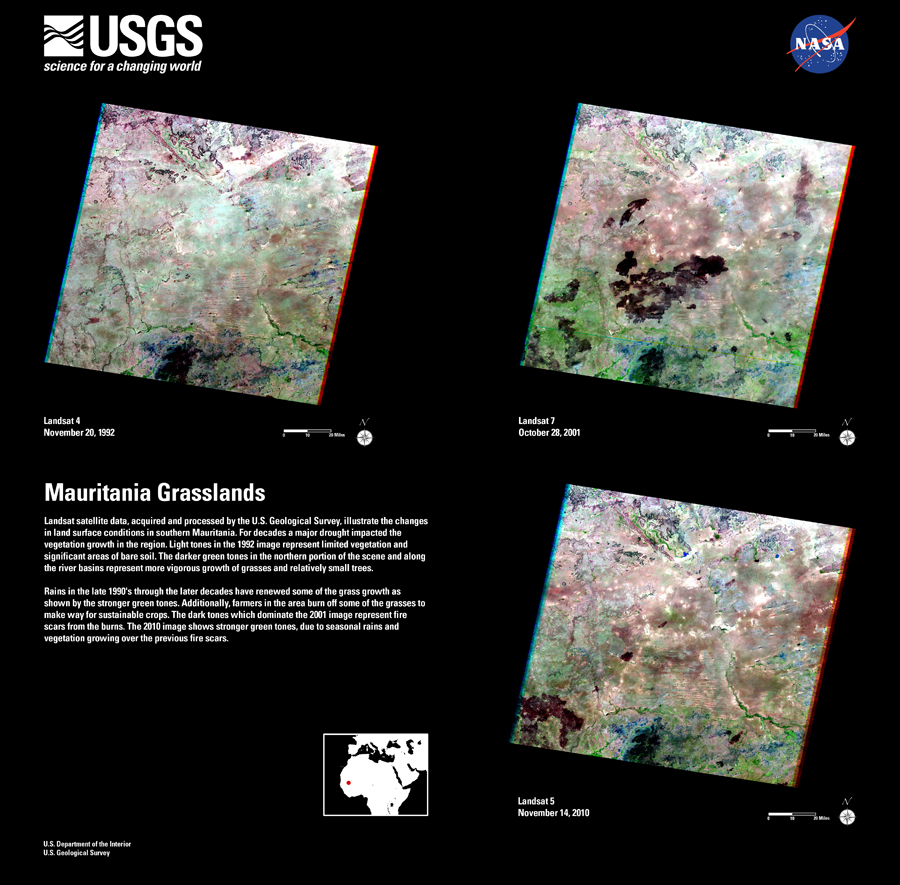 USGS
science for a changing world
NASA
Landsat 4
November 20, 1992
0 10 20 Miles
N
Landsat 7
October 28, 2001
0 10 20 Miles
N
Mauritania Grasslands
Landsat satellite data, acquired and processed by the U.S. Geological Survey, illustrate the changes
in land surface conditions in southern Mauritania. For decades a major drought impacted the
vegetation growth in the region. Light tones in the 1992 image represent limited vegetation and
significant areas of bare soil. The darker green tones in the northern portion of the scene and along
the river basins represent more vigorous growth of grasses and relatively small trees.
Rains in the late 1990's through the later decades have renewed some of the grass growth as
shown by the stronger green tones. Additionally, farmers in the area burn off some of the grasses to
make way for sustainable crops. The dark tones which dominate the 2001 image represent fire
scars from the burns. The 2010 image shows stronger green tones, due to seasonal rains and
vegetation growing over the previous fire scars.
Landsat 5
November 14, 2010
0 10 20 Miles
N
U.S. Department of the Interior
U.S. Geological Survey